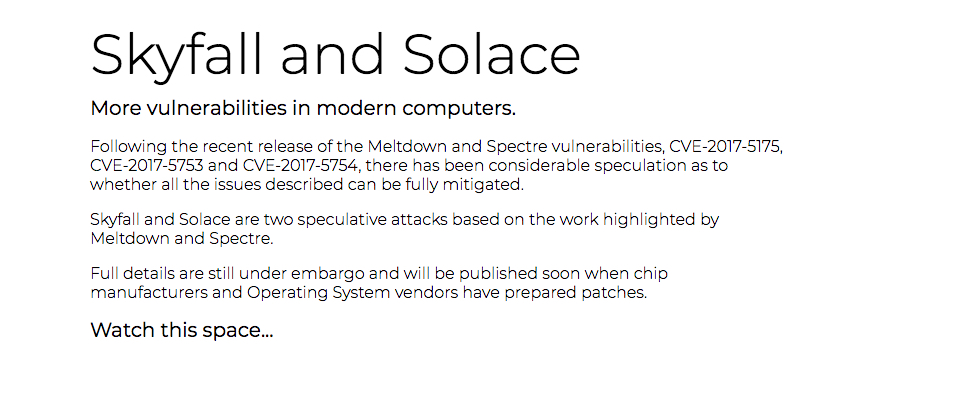 Skyfall and Solace
More vulnerabilities in modern computers.
Following the recent release of the Meltdown and Spectre vulnerabilities, CVE-2017-5175,
CVE-2017-5753 and CVE-2017-5754, there has been considerable speculation as to
whether all the issues described can be fully mitigated.
Skyfall and Solace are two speculative attacks based on the work highlighted by
Meltdown and Spectre.
Full details are still under embargo and will be published soon when chip
manufacturers and Operating System vendors have prepared patches.
Watch this space...